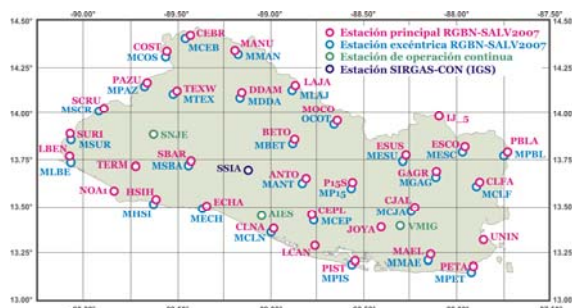 -90.00° -89.50° -89.00° -88.50° -88.00° -87.50°
14.50° 14.50°
CEBR
MCEB
COST
MCOS
MANU
MMAN
Estación principal RGBN-SALV2007
Estación excéntrica RGBN-SALV2007
Estación de operación continua
Estación SIRGAS-CON (IGS)
14.25° 14.25°
PAZU
MPAZ
TEXW
MTEX
DDAM
MDDA
LAJA
MLAJ
SCRU
MSCR
MOCO
OCOT
IJ_5
14.00° 14.00°
SURI
MSUR
SNJE
BETO
MBET
LBEN
MLBE
TERM
SBAR
MSBA
SSIA
ESUS
MESU
ESCO
MESC
PBLA
MPBL
13.75° 13.75°
NOA1
HSIH
MHSI
ANTO
MANT
P15S
MP15
GAGR
MGAG
CLFA
MCLF
ECHA
MECH
AIES
CEPL
MCEP
CJAL
MCJA
VMIG
13.50° 13.50°
CLNA
MCLN
LCAN
JOYA
UNIN
13.25° 13.25°
PIST
MPIS
MAEL
MMAE
PETA
MPET
13.00° 13.00°